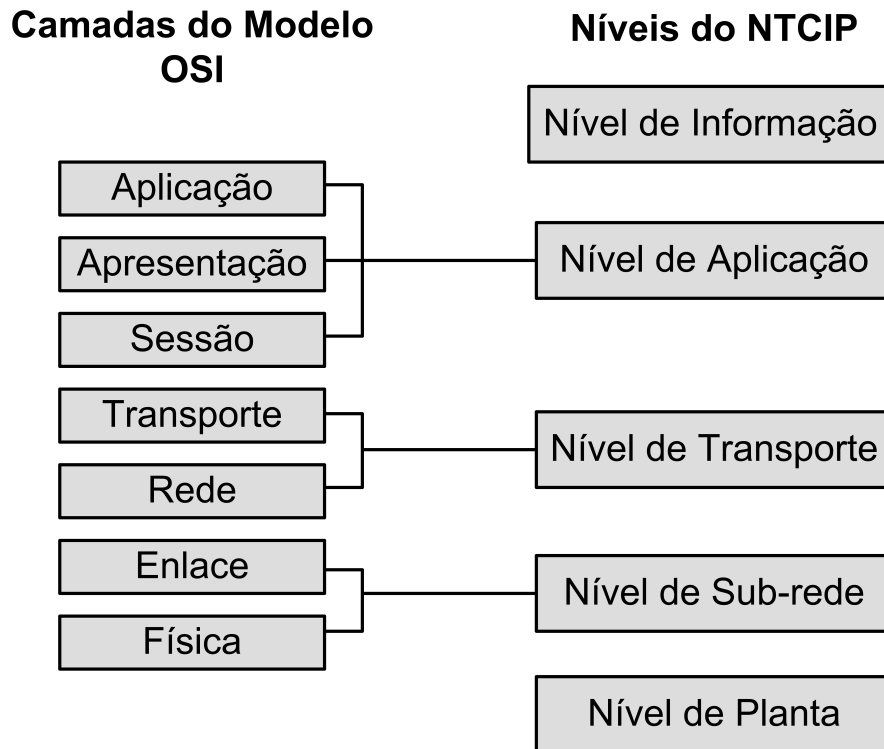 Camadas do Modelo
OSI
Aplicação
Apresentação
Sessão
Transporte
Rede
Enlace
Física
Níveis do NTCIP
Nível de Informação
Nível de Aplicação
Nível de Transporte
Nível de Sub-rede
Nível de Planta